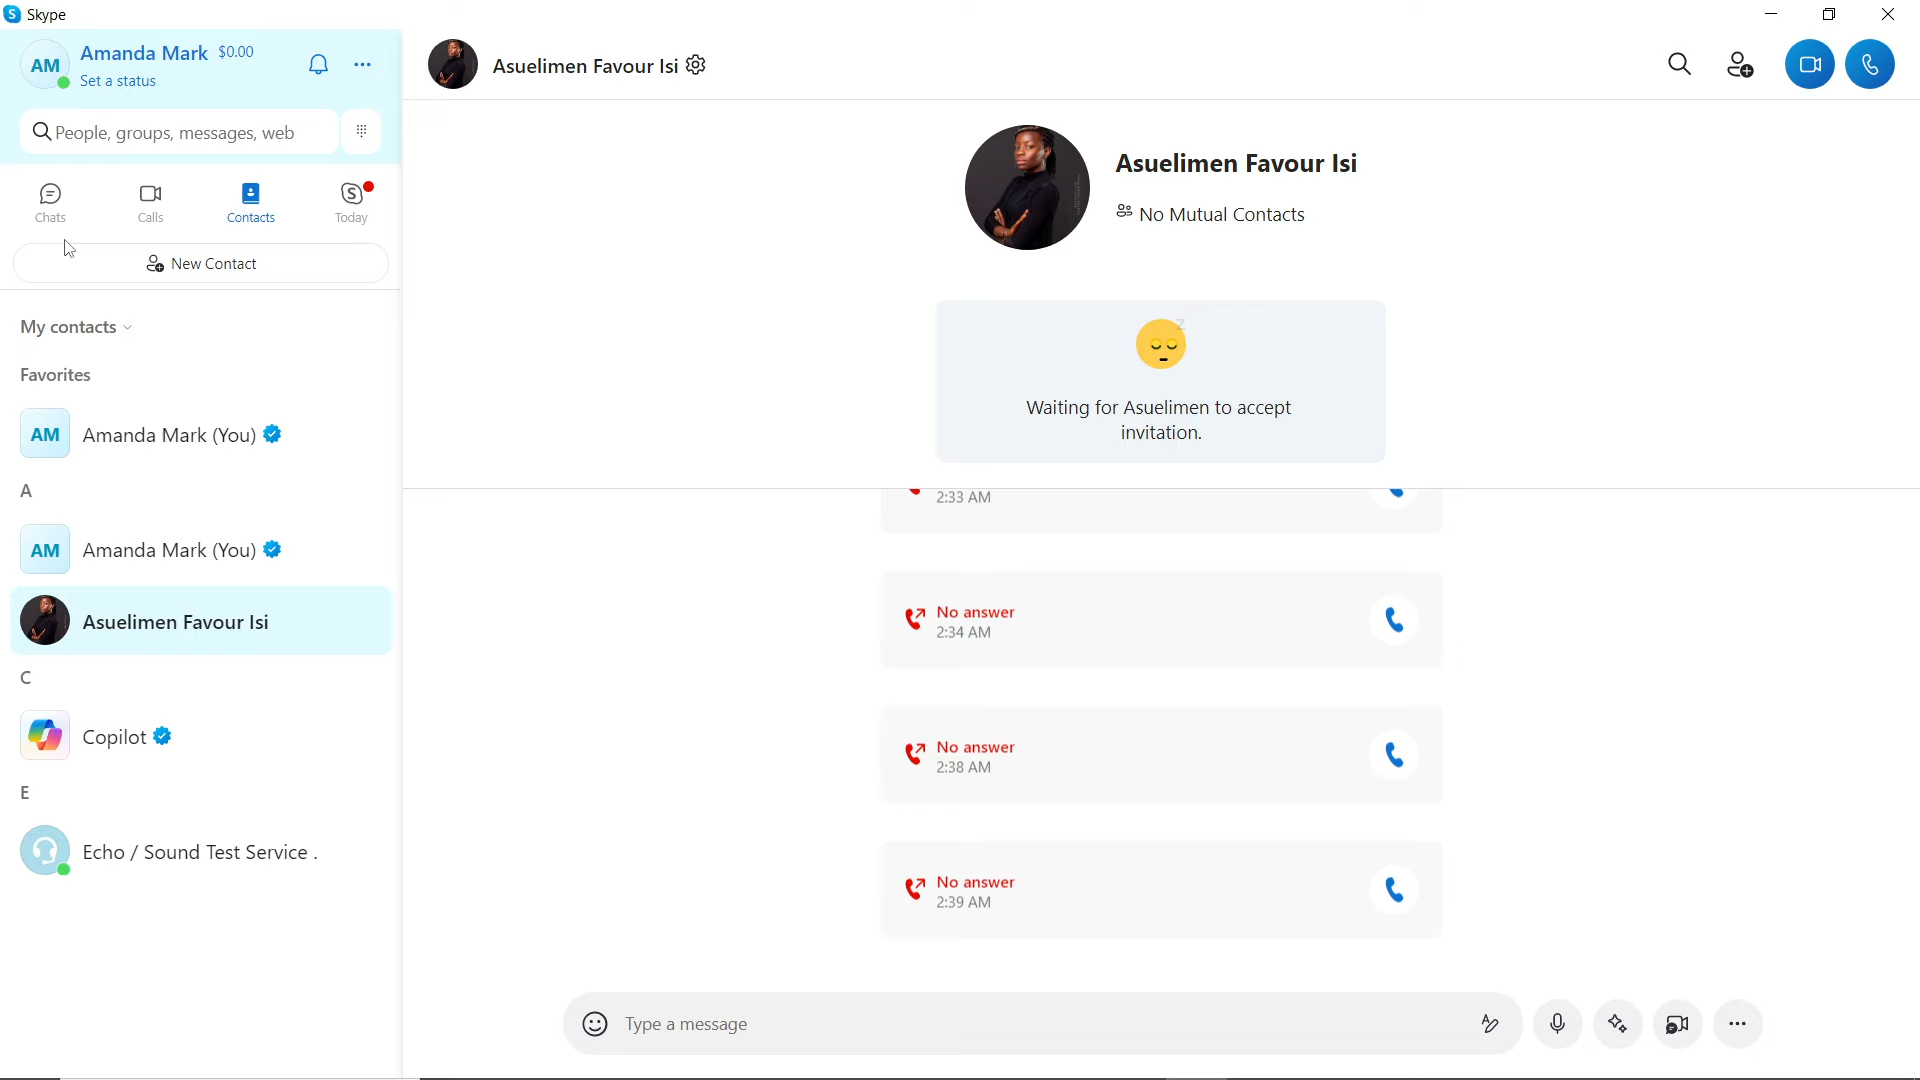 Skype
AM
Amanda Mark $0.00
Set a status
People, groups, messages, web
Chats
Calls
Contacts
Today
New Contact
My contacts
Favorites
AM Amanda Mark (You)
A
AM Amanda Mark (You)
Asuelimen Favour Isi
C
Copilot
E
Echo / Sound Test Service .
Asuelimen Favour Isi
Asuelimen Favour Isi
No Mutual Contacts
Waiting for Asuelimen to accept
invitation.
2:33 AM
No answer
2:34 AM
No answer
2:38 AM
No answer
2:39 AM
Type a message